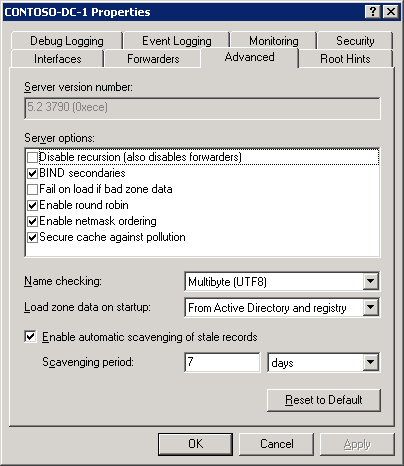 CONTOSO-DC-1 Properties
Debug Logging Event Logging Monitoring Security
Interfaces Forwarders Advanced Root Hints
Server version number:
5.2 3790 (0xece)
Server options:
Disable recursion (also disables forwarders)
BIND secondaries
Fail on load if bad zone data
Enable round robin
Enable netmask ordering
Secure cache against pollution
Name checking: Multibyte (UTF8)
Load zone data on startup: From Active Directory and registry
Enable automatic scavenging of stale records
Scavenging period: 7 days
Reset to Default
OK Cancel Apply